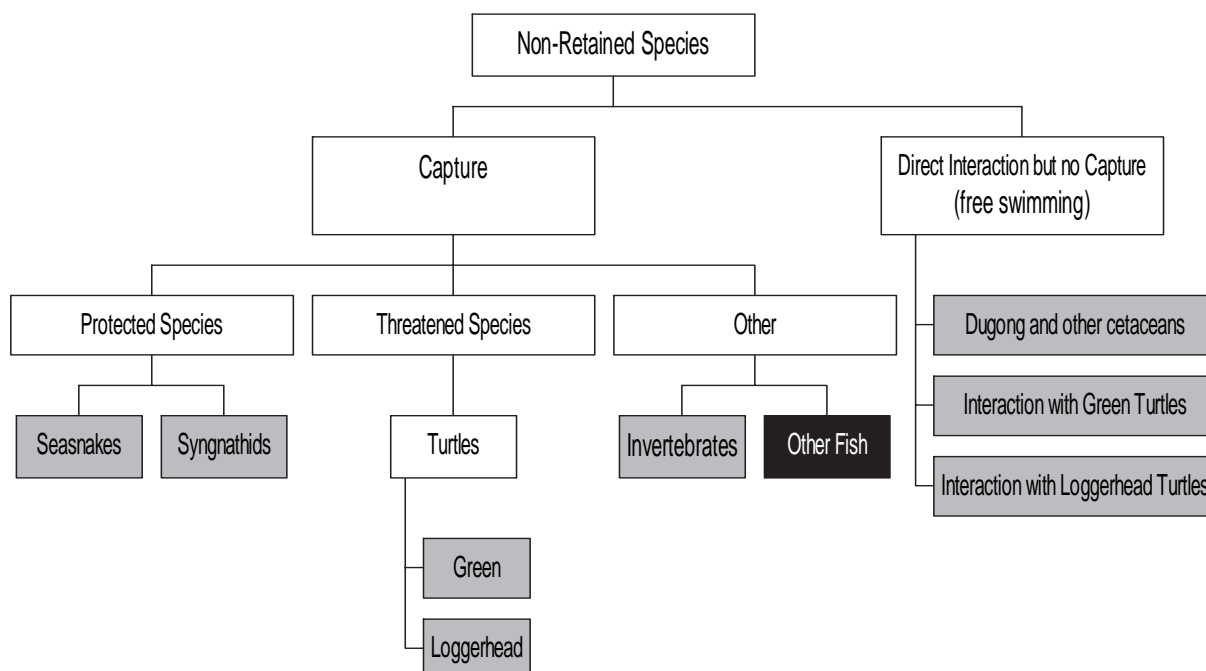 Non-Retained Species
Capture
Direct Interaction but no Capture
(free swimming)
Protected Species
Threatened Species
Other
Dugong and other cetaceans
Interaction with Green Turtles
Interaction with Loggerhead Turtles
Seasnakes
Syngnathids
Turtles
Invertebrates
Other Fish
Green
Loggerhead